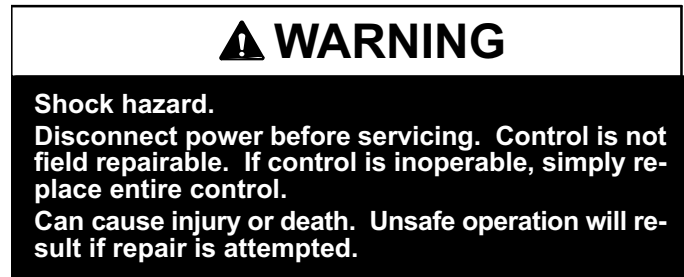 WARNING
Shock hazard.
Disconnect power before servicing. Control is not
field repairable. If control is inoperable, simply re-
place entire control.
Can cause injury or death. Unsafe operation will re-
sult if repair is attempted.